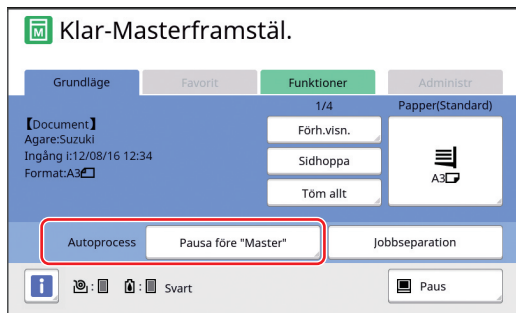 Klar-Masterframstäl.
Grundläge
Favorit
Funktioner
Administr
1/4
Papper(Standard)
【Document】
Agare:Suzuki
Ingång i:12/08/16 12:34
Format:A3
Förh.visn.
Sidhoppa
Töm allt
A3
Autoprocess
Pausa före "Master"
Jobbseparation
Svart
Paus